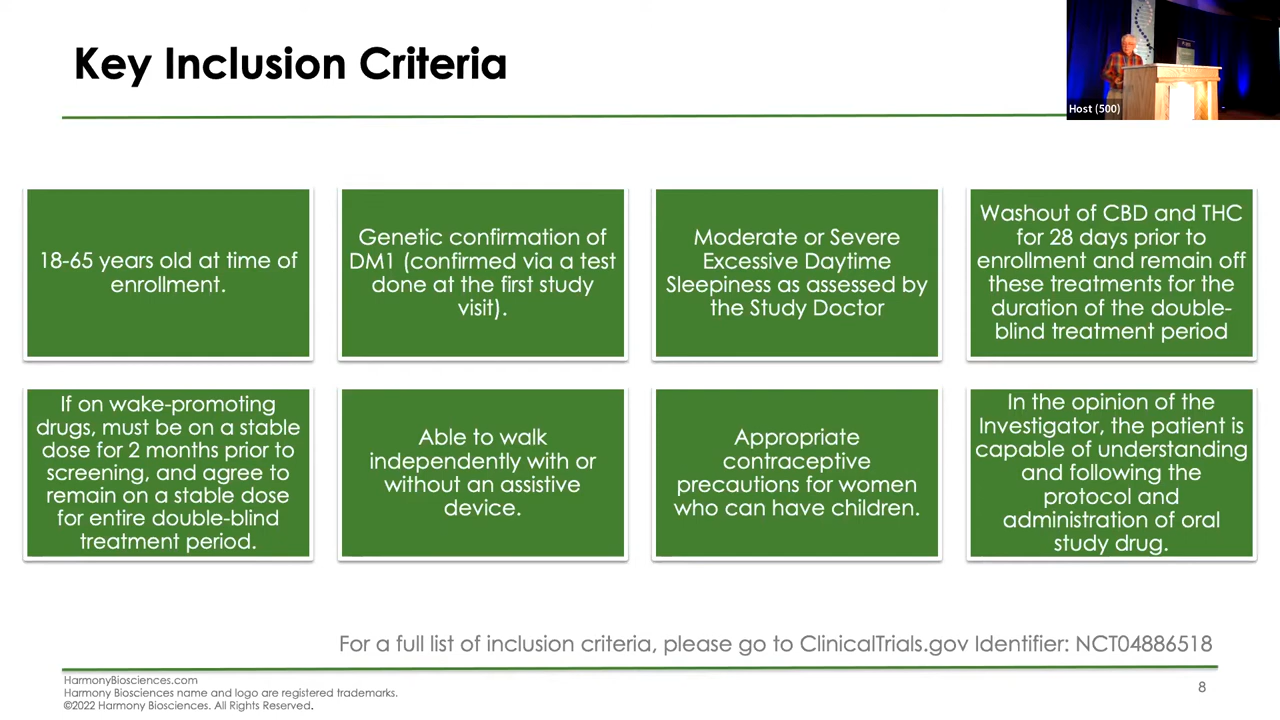 Key Inclusion Criteria
Host (500)
18-65 years old at time of
enrollment.
Genetic confirmation of
DM1 (confirmed via a test
done at the first study
visit).
Moderate or Severe
Excessive Daytime
Sleepiness as assessed by
the Study Doctor
Washout of CBD and THC
for 28 days prior to
enrollment and remain off
these treatments for the
duration of the double-
blind treatment period
If on wake-promoting
drugs, must be on a stable
dose for 2 months prior to
screening, and agree to
remain on a stable dose
for entire double-blind
treatment period.
Able to walk
independently with or
without an assistive
device.
Appropriate
contraceptive
precautions for women
who can have children.
In the opinion of the
Investigator, the patient is
capable of understanding
and following the
protocol and
administration of oral
study drug.
For a full list of inclusion criteria, please go to ClinicalTrials.gov Identifier: NCT04886518
HarmonyBiosciences.com
Harmony Biosciences name and logo are registered trademarks.
©2022 Harmony Biosciences. All Rights Reserved.
8